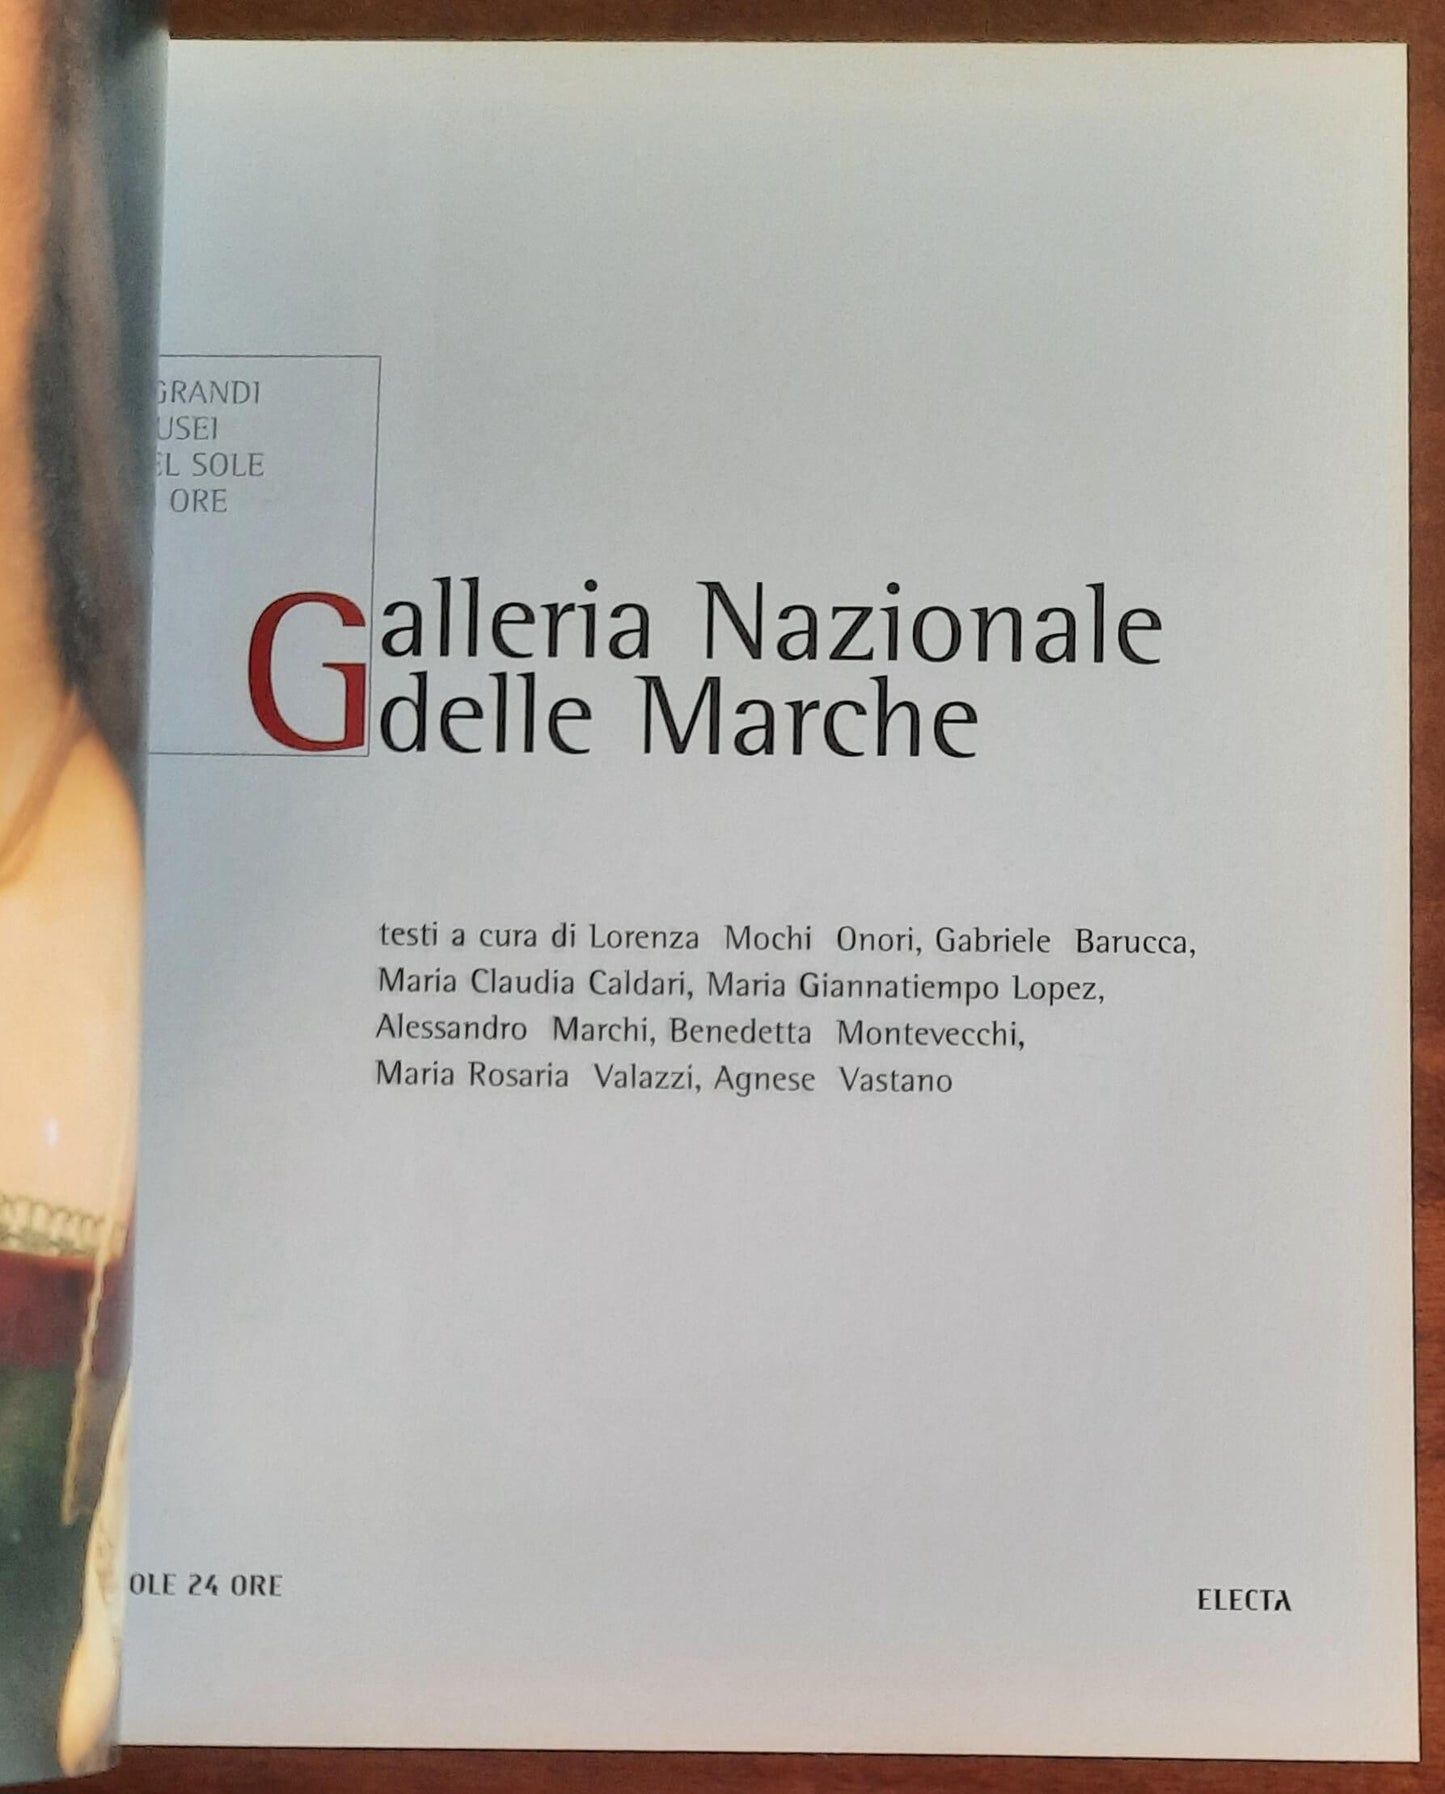 GRANDI
USEI
EL SOLE
ORE
Galleria Nazionale
delle Marche
testi a cura di Lorenza Mochi Onori, Gabriele Barucca,
Maria Claudia Caldari, Maria Giannatiempo Lopez,
Alessandro Marchi, Benedetta Montevecchi,
Maria Rosaria Valazzi, Agnese Vastano
OLE 24 ORE
ELECTA